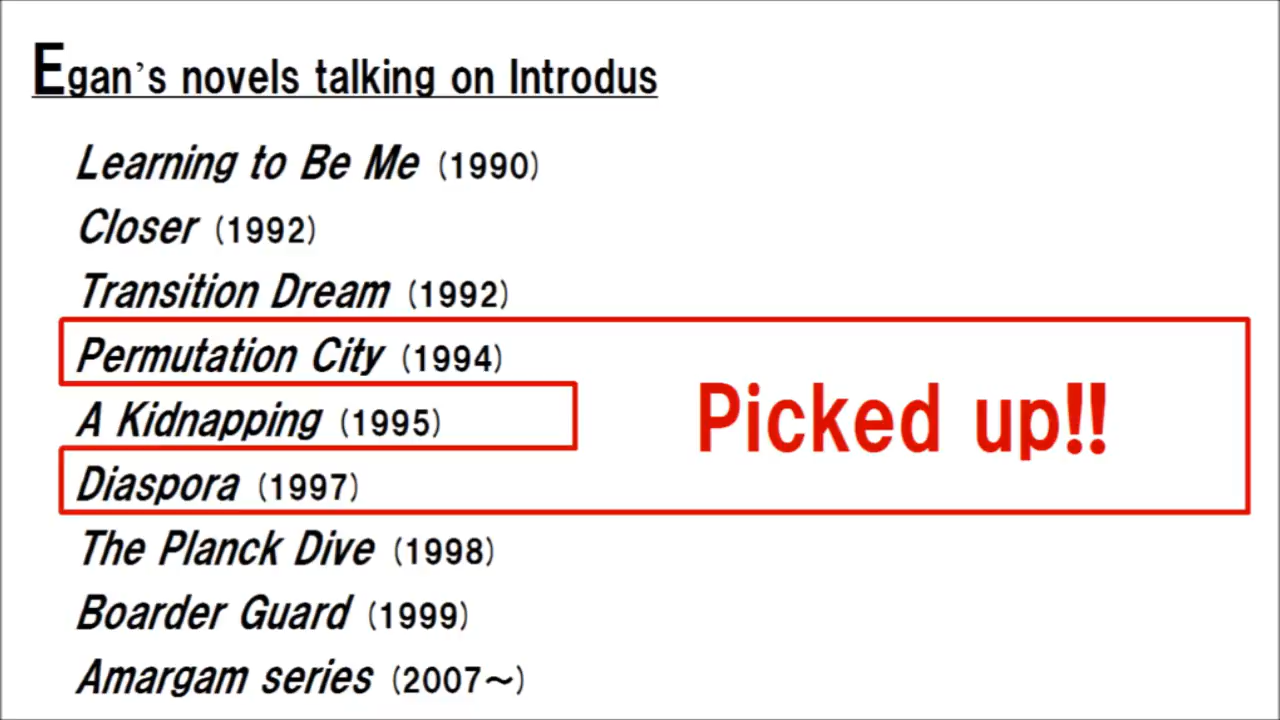 Egan's novels talking on Introdus
Learning to Be Me (1990)
Closer (1992)
Transition Dream (1992)
Permutation City (1994)
A Kidnapping (1995)
Picked up!!
Diaspora (1997)
The Planck Dive (1998)
Boarder Guard (1999)
Amargam series (2007～)